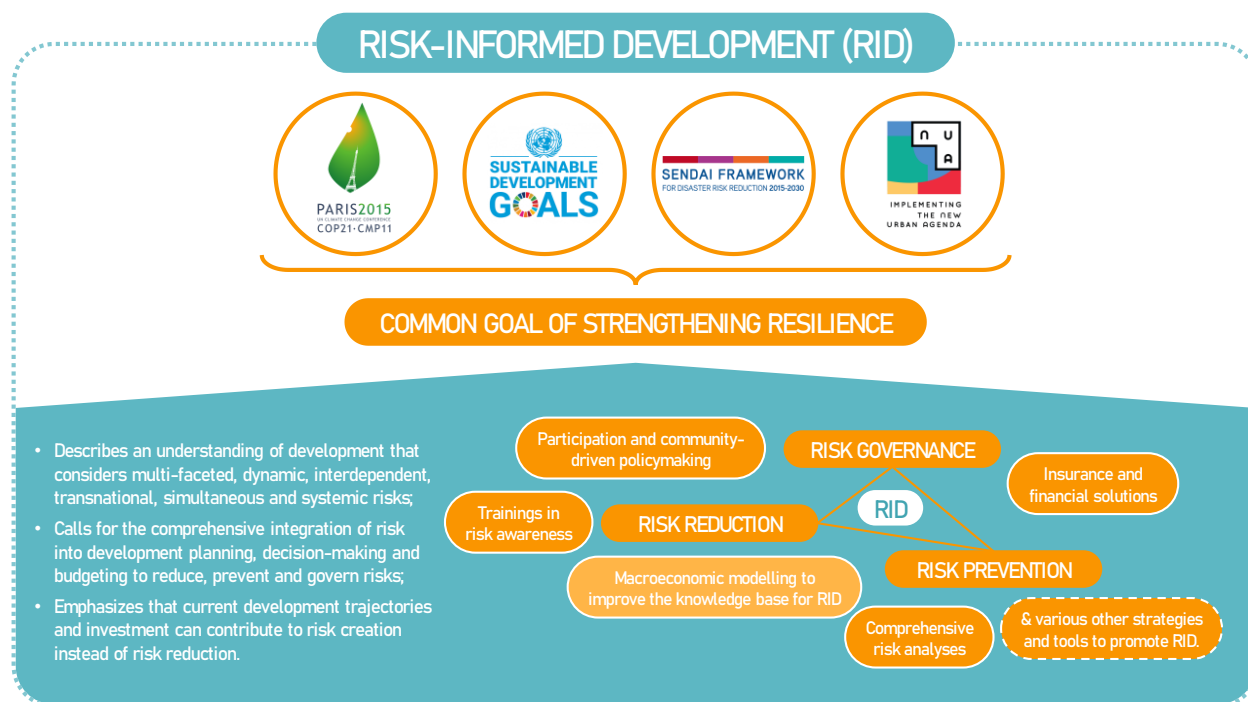 RISK-INFORMED DEVELOPMENT (RID)
PARIS2015
UN CLIMATE CHANGE CONFERENCE
COP21·CMP11
SUSTAINABLE
DEVELOPMENT
GOALS
SENDAI FRAMEWORK
FOR DISASTER RISK REDUCTION 2015-2030
NUA
IMPLEMENTING
THE NEW
URBAN AGENDA
COMMON GOAL OF STRENGTHENING RESILIENCE
• Describes an understanding of development that
considers multi-faceted, dynamic, interdependent,
transnational, simultaneous and systemic risks;
• Calls for the comprehensive integration of risk
into development planning, decision-making and
budgeting to reduce, prevent and govern risks;
• Emphasizes that current development trajectories
and investment can contribute to risk creation
instead of risk reduction.
Participation and community-
driven policymaking
RISK GOVERNANCE
Insurance and
financial solutions
Trainings in
risk awareness
RISK REDUCTION
RID
RISK PREVENTION
Macroeconomic modelling to
improve the knowledge base for RID
Comprehensive
risk analyses
& various other strategies
and tools to promote RID.